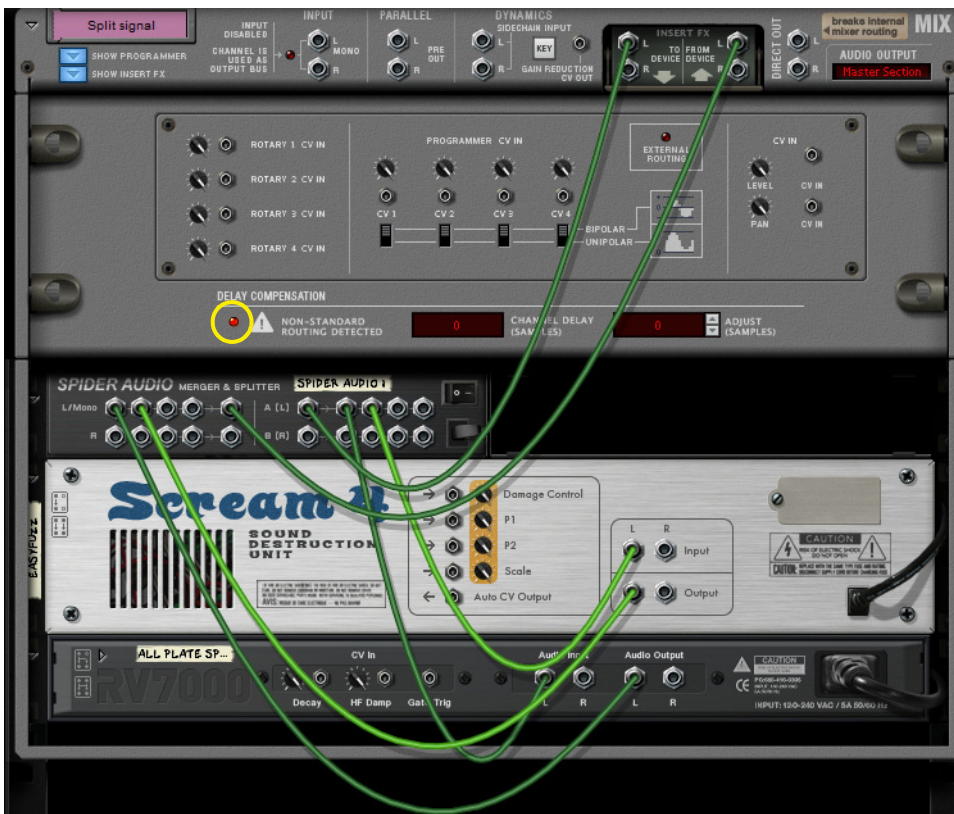 Split signal
SHOW PROGRAMMER
SHOW INSERT FX
INPUT
INPUT DISABLED
CHANNEL IS USED AS OUTPUT BUS
L
MONO
R
PARALLEL
L
PRE OUT
R
DYNAMICS
SIDECHAIN INPUT
L
KEY
R
GAIN REDUCTION CV OUT
INSERT FX
L
TO DEVICE
FROM DEVICE
L
R
R
DIRECT OUT
L
R
breaks internal mixer routing
MIX
AUDIO OUTPUT
Master Section
ROTARY 1 CV IN
ROTARY 2 CV IN
ROTARY 3 CV IN
ROTARY 4 CV IN
PROGRAMMER CV IN
CV 1
CV 2
CV 3
CV 4
BIPOLAR
UNIPOLAR
EXTERNAL ROUTING
CV IN
LEVEL
CV IN
PAN
CV IN
DELAY COMPENSATION
NON-STANDARD
ROUTING DETECTED
0
CHANNEL DELAY
(SAMPLES)
0
ADJUST
(SAMPLES)
SPIDER AUDIO MERGER & SPLITTER
SPIDER AUDIO 1
L/Mono
A (L)
R
B (R)
EASYFUZZ
Scream 4
SOUND
DESTRUCTION
UNIT
Damage Control
P1
P2
Scale
Auto CV Output
L R
Input
Output
CAUTION
RISK OF ELECTRIC SHOCK
DO NOT OPEN
ALL PLATE SP...
RV7000
CV In
Decay
HF Damp
Gate Trig
Audio Input
L R
Audio Output
L R
CAUTION
CE
INPUT: 120-240 VAC / 5A 50/60 Hz